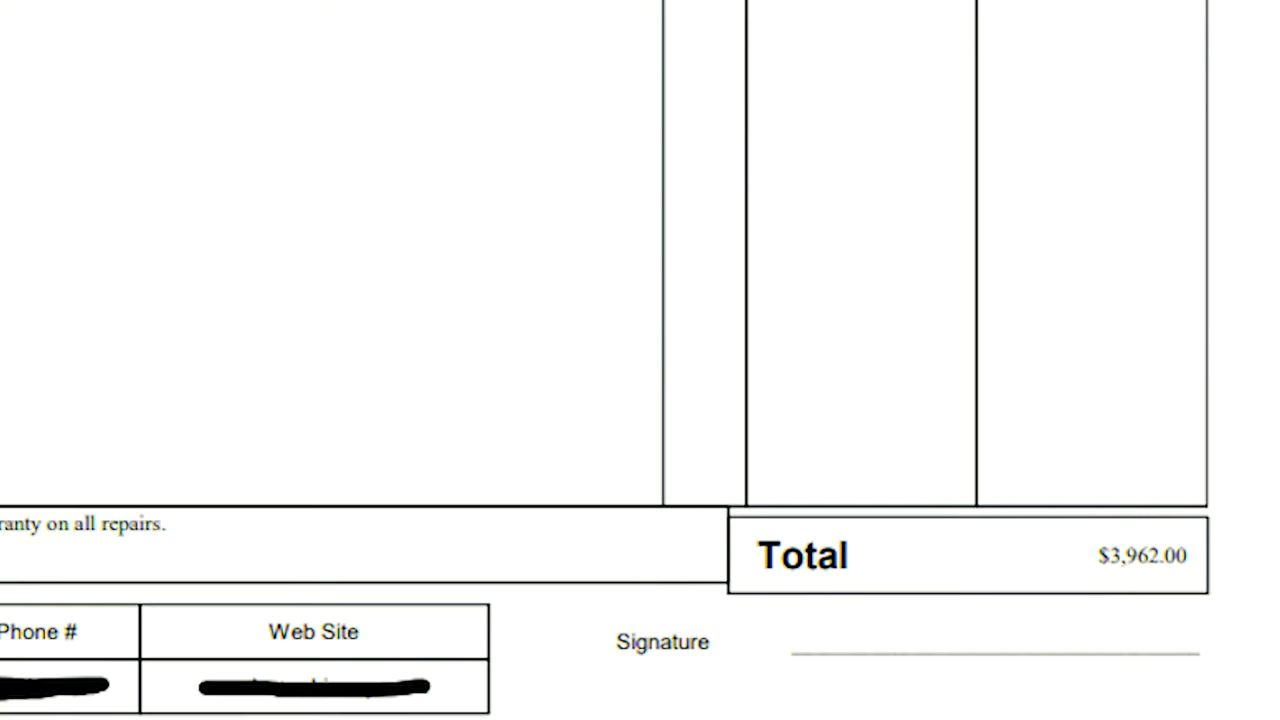 ranty on all repairs.
Total $3,962.00
Phone # Web Site
Signature